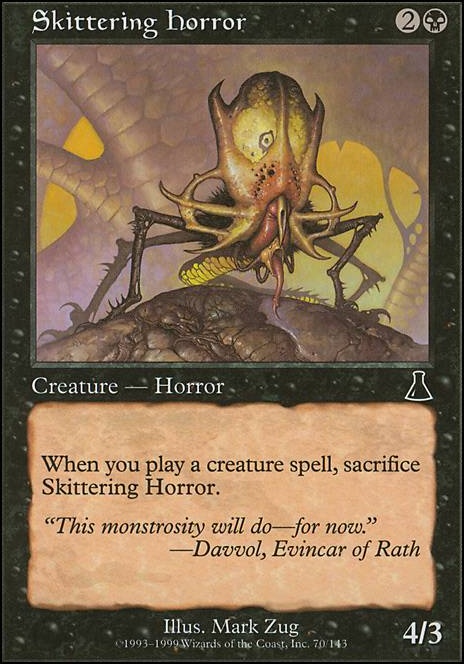 Skittering Horror 2
Creature — Horror
When you play a creature spell, sacrifice
Skittering Horror.
“This monstrosity will do—for now.”
—Davvol, Evincar of Rath
Illus. Mark Zug
©1993–1999 Wizards of the Coast, Inc. 70/143
4/3